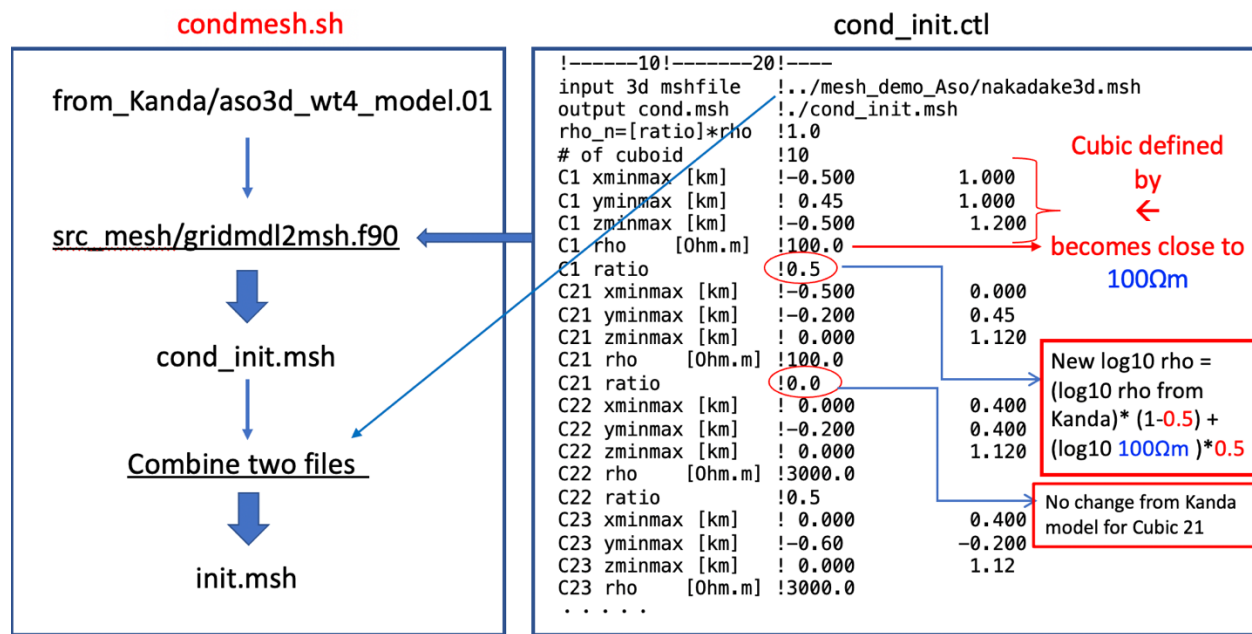 condmesh.sh
from_Kanda/aso3d_wt4_model.01
src_mesh/gridmdl2msh.f90
cond_init.msh
Combine two files
init.msh
cond_init.ctl
!------10!-------20!----
input 3d mshfile !../mesh_demo_Aso/nakadake3d.msh
output cond.msh !./cond_init.msh
rho_n=[ratio]*rho !1.0
# of cuboid !10
C1 xminmax [km] !-0.500 1.000
C1 yminmax [km] ! 0.45 1.000
C1 zminmax [km] !-0.500 1.200
C1 rho [Ohm.m] !100.0
C1 ratio !0.5
C21 xminmax [km] !-0.500 0.000
C21 yminmax [km] !-0.200 0.45
C21 zminmax [km] ! 0.000 1.120
C21 rho [Ohm.m] !100.0
C21 ratio !0.0
C22 xminmax [km] ! 0.000 0.400
C22 yminmax [km] !-0.200 0.400
C22 zminmax [km] ! 0.000 1.120
C22 rho [Ohm.m] !3000.0
C22 ratio !0.5
C23 xminmax [km] ! 0.000 0.400
C23 yminmax [km] !-0.60 -0.200
C23 zminmax [km] ! 0.000 1.12
C23 rho [Ohm.m] !3000.0
. . . . .
Cubic defined
by
←
becomes close to
100Ωm
New log10 rho =
(log10 rho from
Kanda)* (1-0.5) +
(log10 100Ωm )*0.5
No change from Kanda
model for Cubic 21